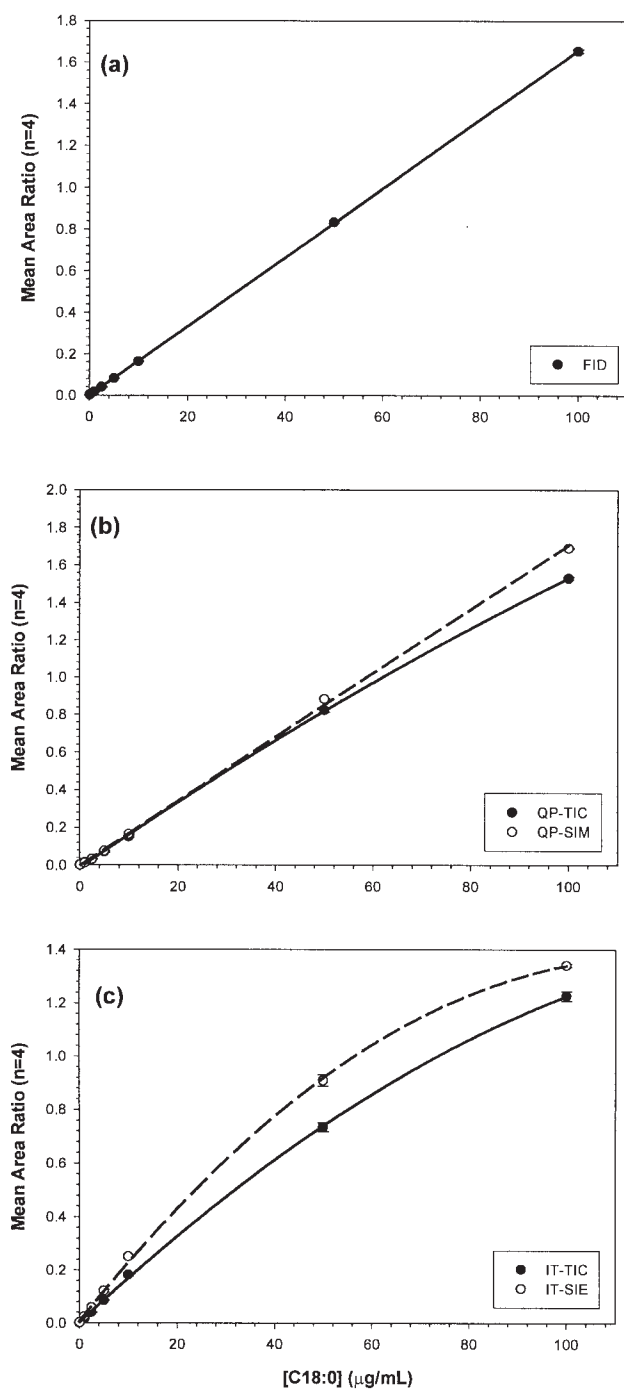 (a)
Mean Area Ratio (n=4)
1.8
1.6
1.4
1.2
1.0
0.8
0.6
0.4
0.2
0.0
0 20 40 60 80 100
FID
(b)
Mean Area Ratio (n=4)
2.0
1.8
1.6
1.4
1.2
1.0
0.8
0.6
0.4
0.2
0.0
0 20 40 60 80 100
QP-TIC
QP-SIM
(c)
Mean Area Ratio (n=4)
1.4
1.2
1.0
0.8
0.6
0.4
0.2
0.0
0 20 40 60 80 100
IT-TIC
IT-SIE
[C18:0] (μg/mL)